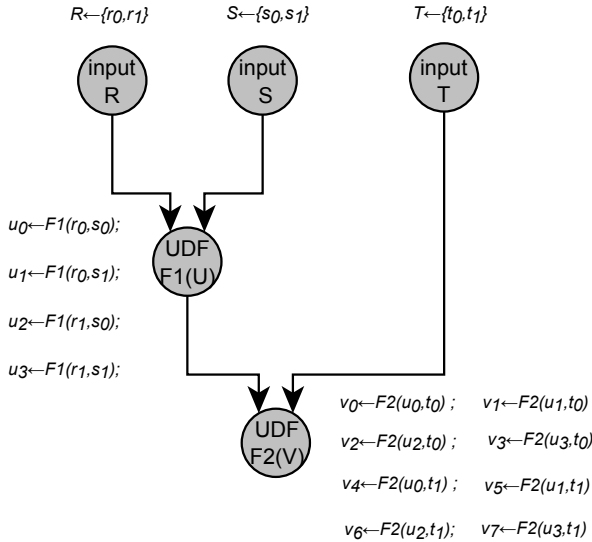 R←{r0,r1} S←{s0,s1} T←{t0,t1}
input R
input S
input T
u0←F1(r0,s0);
u1←F1(r0,s1);
u2←F1(r1,s0);
u3←F1(r1,s1);
UDF
F1(U)
UDF
F2(V)
v0←F2(u0,t0) ; v1←F2(u1,t0)
v2←F2(u2,t0) ; v3←F2(u3,t0)
v4←F2(u0,t1) ; v5←F2(u1,t1)
v6←F2(u2,t1); v7←F2(u3,t1)